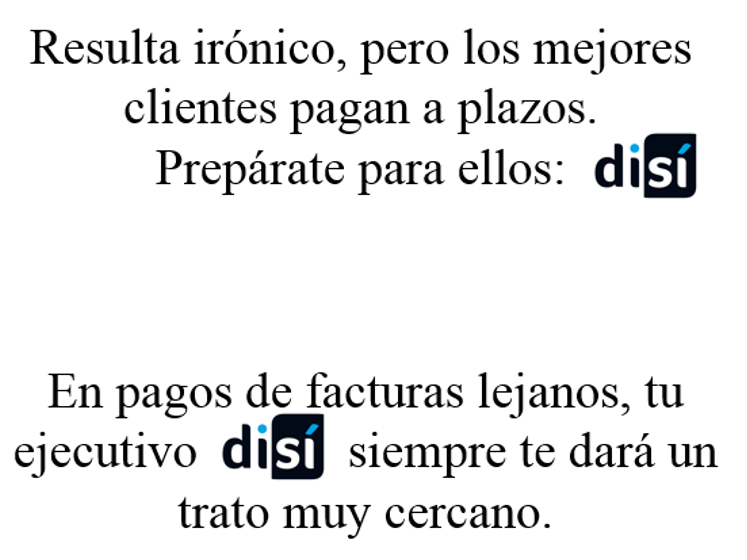 Resulta irónico, pero los mejores
clientes pagan a plazos.
Prepárate para ellos: disí
En pagos de facturas lejanos, tu
ejecutivo disí siempre te dará un
trato muy cercano.